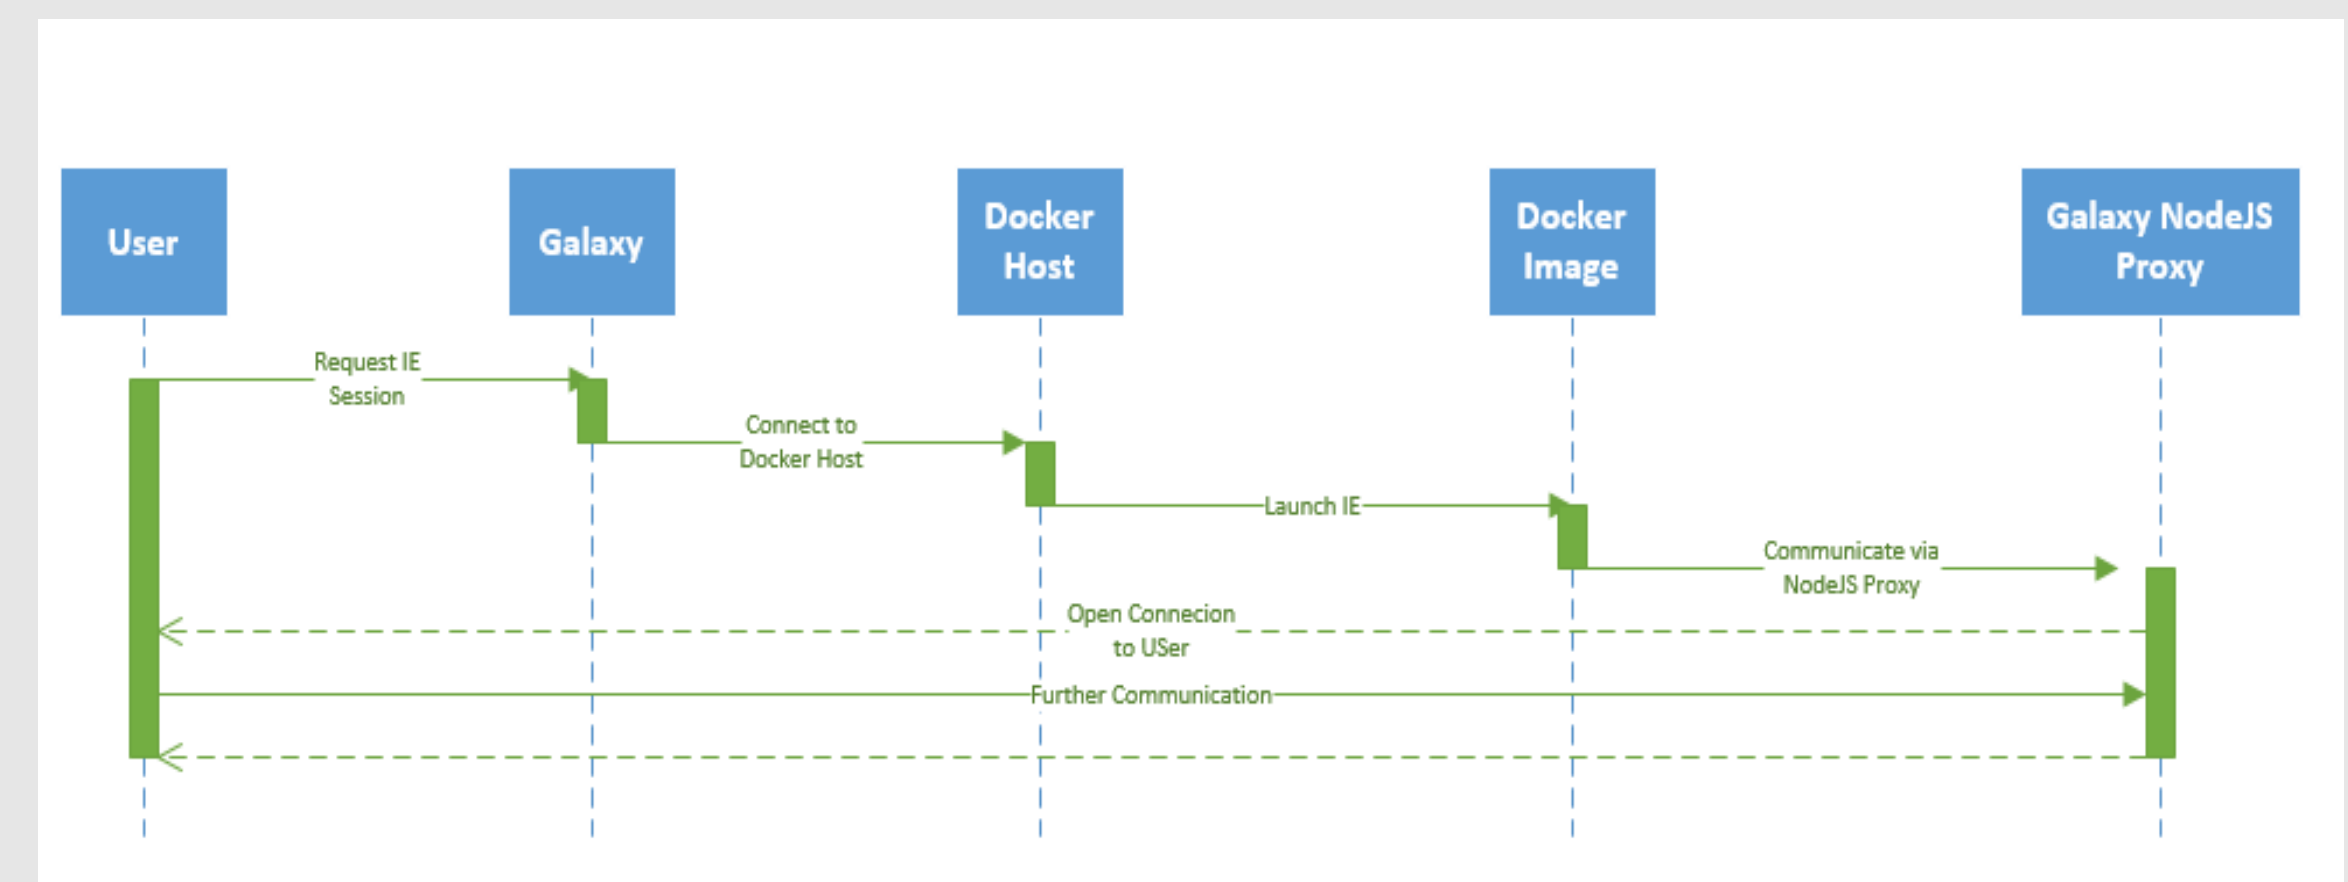 User
Galaxy
Docker
Host
Docker
Image
Galaxy NodeJS
Proxy
Request IE
Session
Connect to
Docker Host
Launch IE
Communicate via
NodeJS Proxy
Open Connecion
to USer
Further Communication